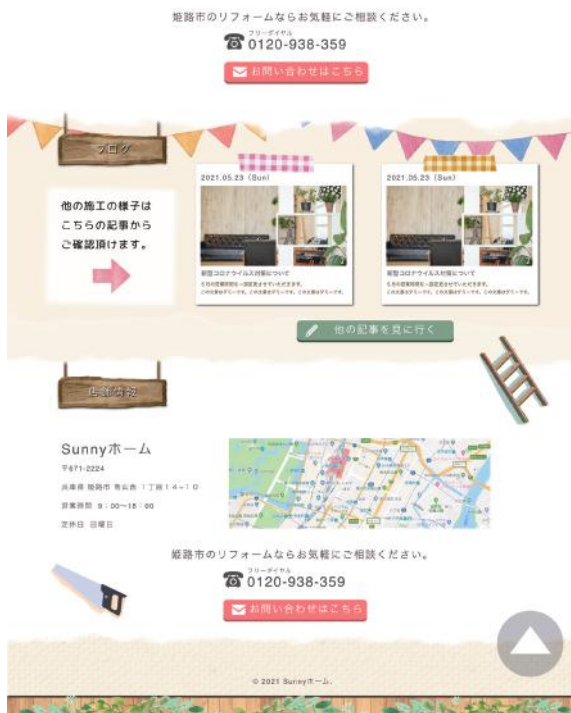 姫路市のリフォームならお気軽にご相談ください。
フリーダイヤル
0120-938-359
お問い合わせはこちら
ブログ
他の施工の様子は
こちらの記事から
ご確認頂けます。
2021.05.23 (Sun)
新型コロナウイルス対策について
2021.05.23 (Sun)
新型コロナウイルス対策について
他の記事を見に行く
店舗情報
Sunnyホーム
〒671-2224
兵庫県 姫路市 青山西 1丁目14-10
営業時間 9:00〜18:00
定休日 日曜日
姫路市のリフォームならお気軽にご相談ください。
フリーダイヤル
0120-938-359
お問い合わせはこちら
© 2021 Sunnyホーム.